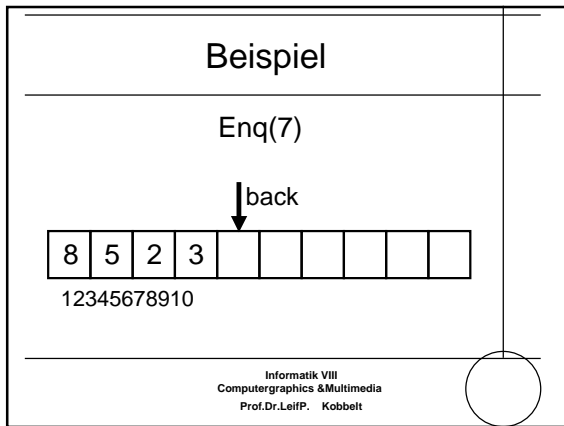 Beispiel
Enq(7)
back
8 5 2 3
12345678910
Informatik VIII
Computergraphics &Multimedia
Prof.Dr.LeifP. Kobbelt